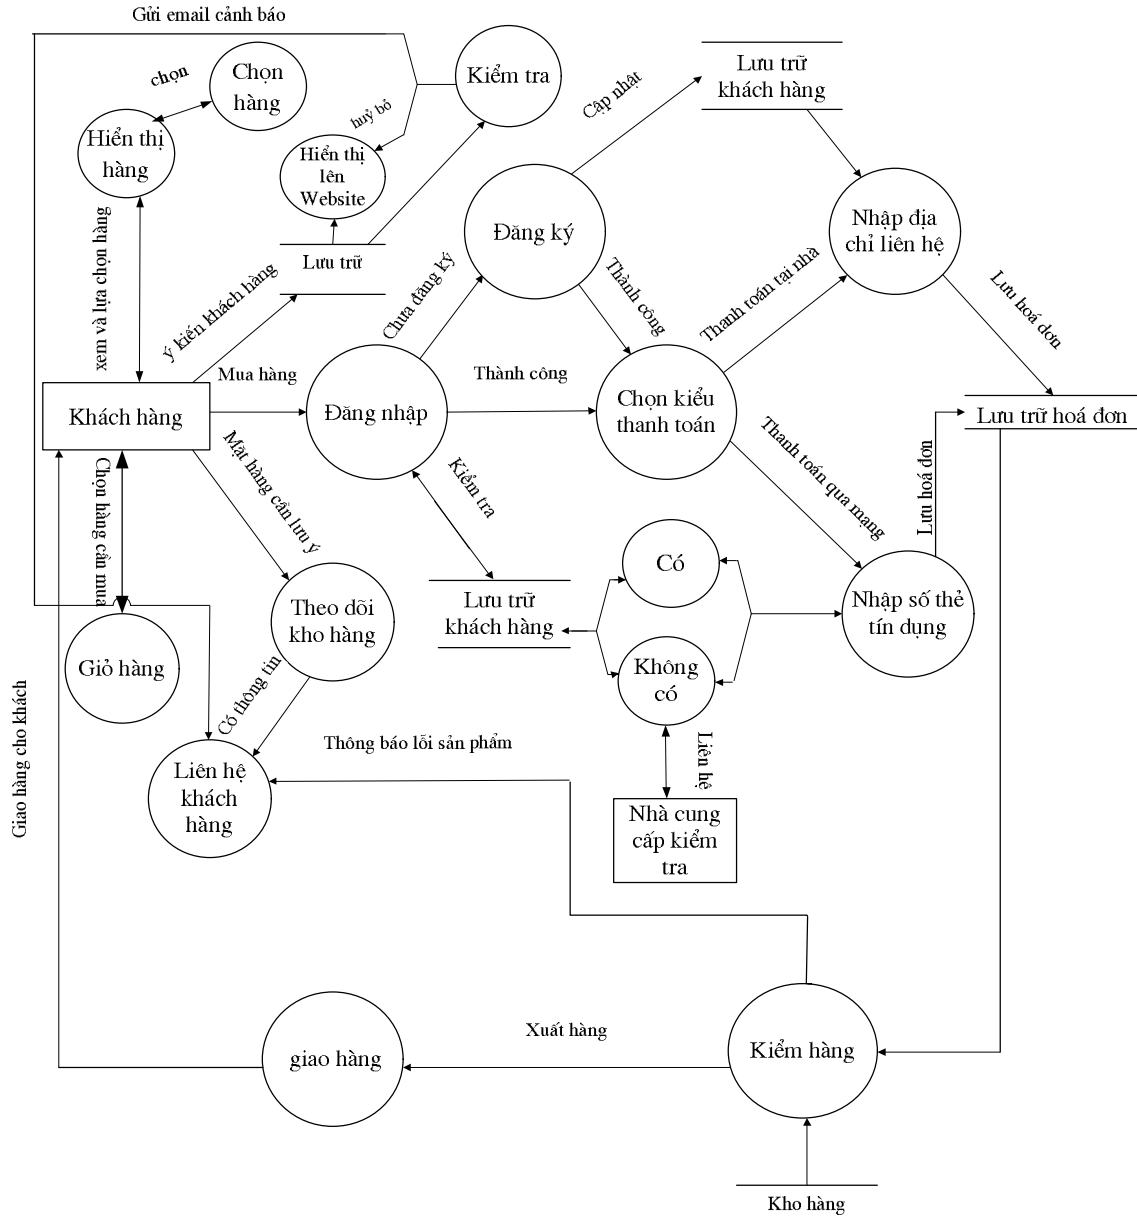 Gửi email cảnh báo
chọn
Chọn
hàng
Kiểm tra
Lưu trữ
khách hàng
Cập nhật
huỷ bỏ
Hiển thị
hàng
Hiển thị
lên
Website
Đăng ký
Nhập địa
chỉ liên hệ
xem và lựa chọn hàng
Lưu trữ
ý kiến khách hàng
Chưa đăng ký
Thành công
Thanh toán tại nhà
Lưu hoá đơn
Mua hàng
Thành công
Khách hàng
Đăng nhập
Chọn kiểu
thanh toán
Lưu trữ hoá đơn
Mặt hàng cần lưu ý
Kiểm tra
Thanh toán qua mạng
Lưu hoá đơn
Chọn hàng cần mua
Có
Theo dõi
kho hàng
Lưu trữ
khách hàng
Nhập số thẻ
tín dụng
Giỏ hàng
Không
có
Có thông tin
Giao hàng cho khách
Thông báo lỗi sản phẩm
Liên hệ
Liên hệ
khách
hàng
Nhà cung
cấp kiểm
tra
Xuất hàng
giao hàng
Kiểm hàng
Kho hàng